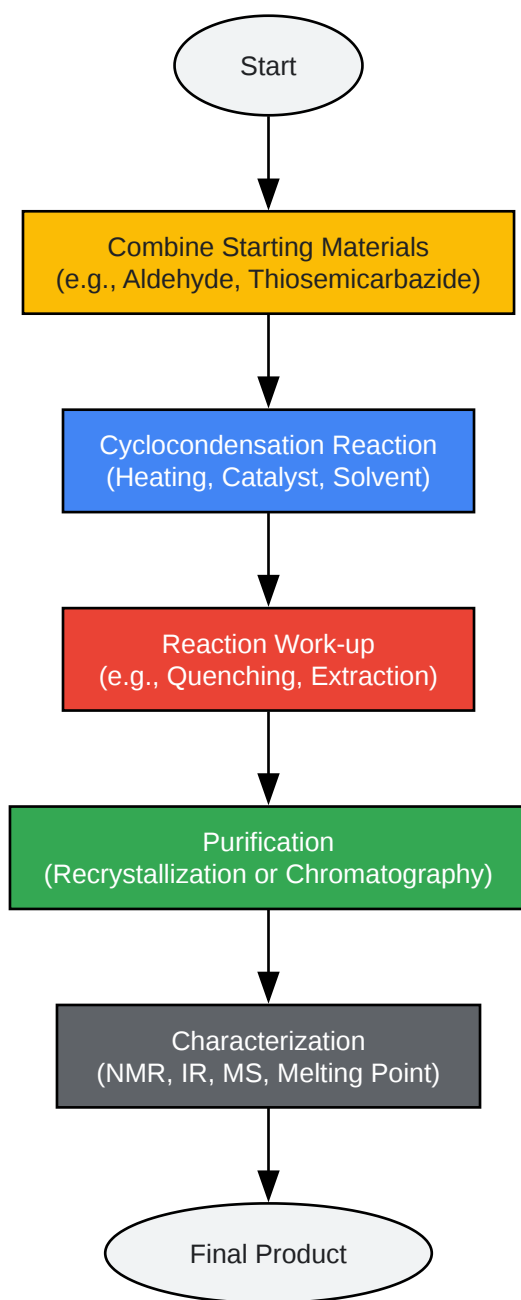 Start
Combine Starting Materials
(e.g., Aldehyde, Thiosemicarbazide)
Cyclocondensation Reaction
(Heating, Catalyst, Solvent)
Reaction Work-up
(e.g., Quenching, Extraction)
Purification
(Recrystallization or Chromatography)
Characterization
(NMR, IR, MS, Melting Point)
Final Product